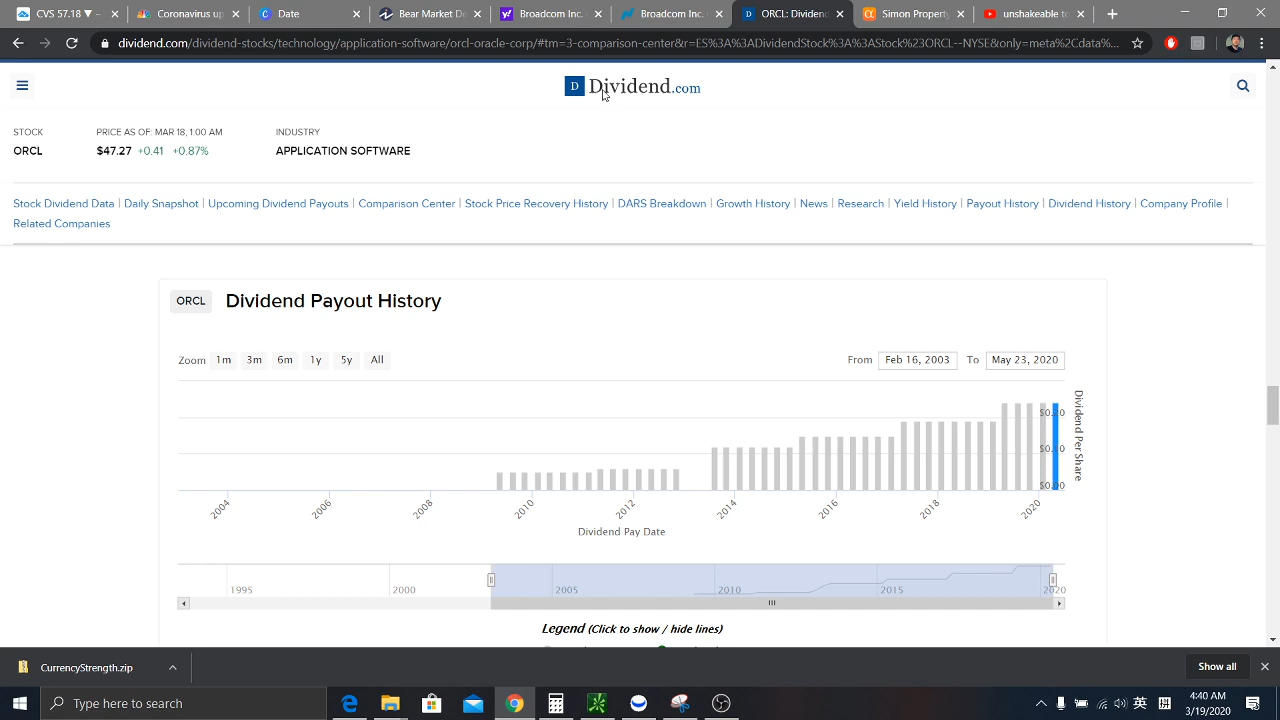 CVS 57.18 ▼
Coronavirus up
Date
Bear Market De
Broadcom Inc.
Broadcom Inc.
ORCL: Dividend
Simon Property
unshakeable to
dividend.com/dividend-stocks/technology/application-software/orcl-oracle-corp/#tm=3-comparison-center&r=ES%3A%3ADividendStock%3A%3AStock%23ORCL--NYSE&only=meta%2Cdata%...
D Dividend.com
STOCK PRICE AS OF: MAR 18, 1:00 AM INDUSTRY
ORCL $47.27 +0.41 +0.87% APPLICATION SOFTWARE
Stock Dividend Data | Daily Snapshot | Upcoming Dividend Payouts | Comparison Center | Stock Price Recovery History | DARS Breakdown | Growth History | News | Research | Yield History | Payout History | Dividend History | Company Profile |
Related Companies
ORCL Dividend Payout History
Zoom 1m 3m 6m 1y 5y All From Feb 16, 2003 To May 23, 2020
Dividend Per Share
$0.00
2004 2006 2008 2010 2012 2014 2016 2018 2020
Dividend Pay Date
1995 2000 2005 2010 2015 2020
Legend (Click to show / hide lines)
CurrencyStrength.zip Show all
Type here to search
英 拼
4:40 AM
3/19/2020